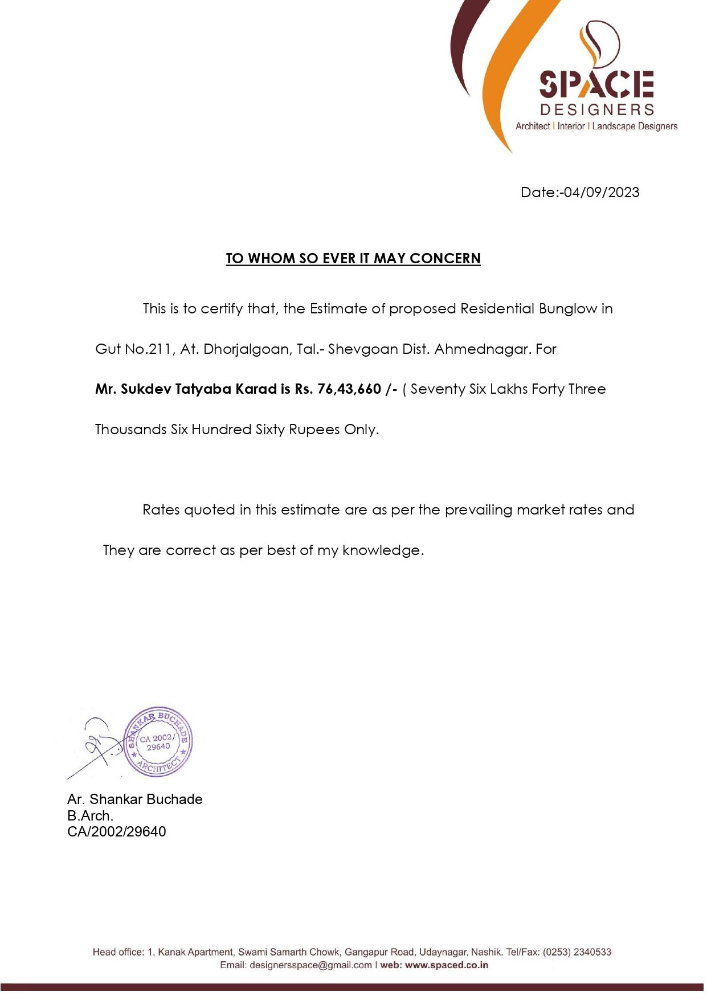 SPACE
DESIGNERS
Architect | Interior | Landscape Designers
Date:-04/09/2023
TO WHOM SO EVER IT MAY CONCERN
This is to certify that, the Estimate of proposed Residential Bunglow in
Gut No.211, At. Dhorjalgoan, Tal.- Shevgoan Dist. Ahmednagar. For
Mr. Sukdev Tatyaba Karad is Rs. 76,43,660 /- ( Seventy Six Lakhs Forty Three
Thousands Six Hundred Sixty Rupees Only.
Rates quoted in this estimate are as per the prevailing market rates and
They are correct as per best of my knowledge.
SHANKAR BUCHADE
CA 2002/
29640
★ ARCHITECT ★
Ar. Shankar Buchade
B.Arch.
CA/2002/29640
Head office: 1, Kanak Apartment, Swami Samarth Chowk, Gangapur Road, Udaynagar, Nashik. Tel/Fax: (0253) 2340533
Email: designersspace@gmail.com | web: www.spaced.co.in